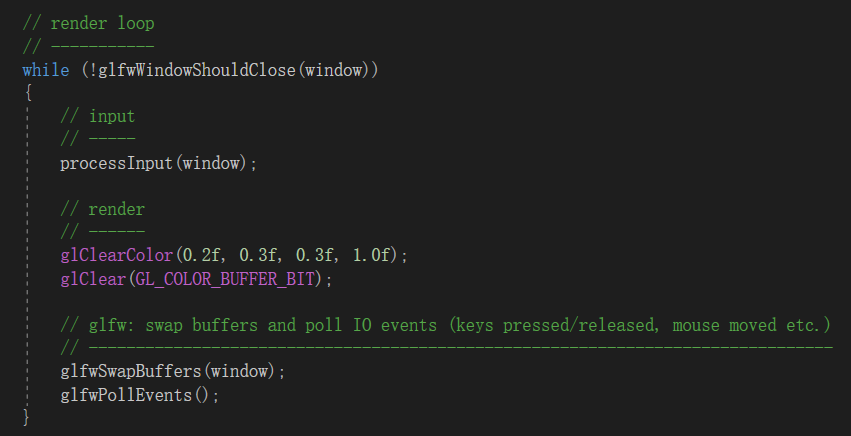 // render loop
// -----------
while (!glfwWindowShouldClose(window))
{
    // input
    // -----
    processInput(window);

    // render
    // ------
    glClearColor(0.2f, 0.3f, 0.3f, 1.0f);
    glClear(GL_COLOR_BUFFER_BIT);

    // glfw: swap buffers and poll IO events (keys pressed/released, mouse moved etc.)
    // -------------------------------------------------------------------------------
    glfwSwapBuffers(window);
    glfwPollEvents();
}